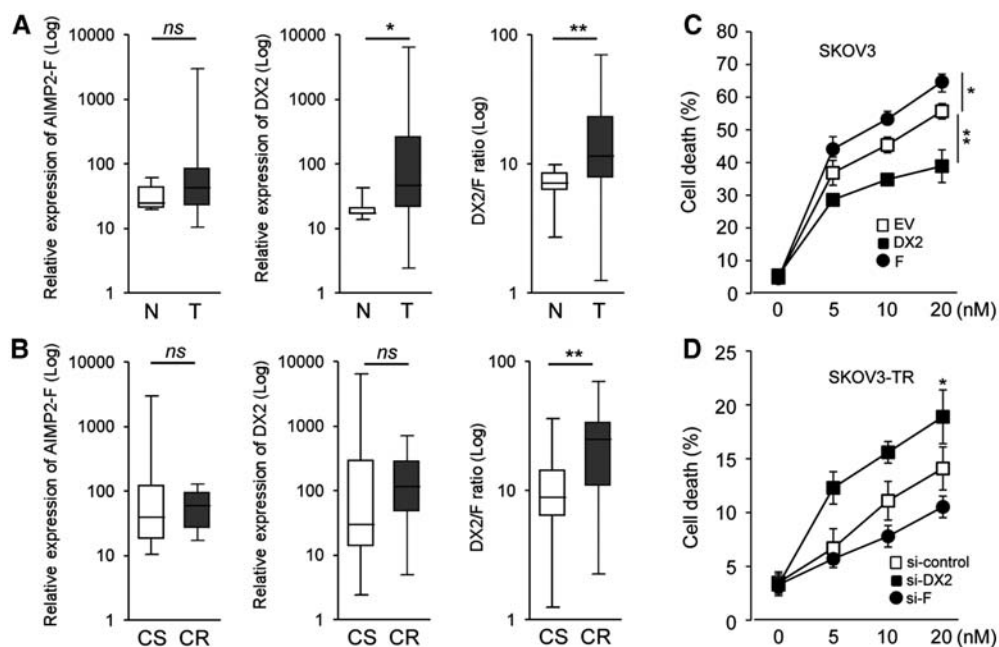 A
Relative expression of AIMP2-F (Log)
10000
1000
100
10
1
ns
N T
Relative expression of DX2 (Log)
10000
1000
100
10
1
*
N T
DX2/F ratio (Log)
100
10
1
**
N T
B
Relative expression of AIMP2-F (Log)
10000
1000
100
10
1
ns
CS CR
Relative expression of DX2 (Log)
10000
1000
100
10
1
ns
CS CR
DX2/F ratio (Log)
100
10
1
**
CS CR
C
SKOV3
Cell death (%)
80
70
60
50
40
30
20
10
0
*
**
EV
DX2
F
0 5 10 20 (nM)
D
SKOV3-TR
Cell death (%)
25
20
15
10
5
0
*
si-control
si-DX2
si-F
0 5 10 20 (nM)